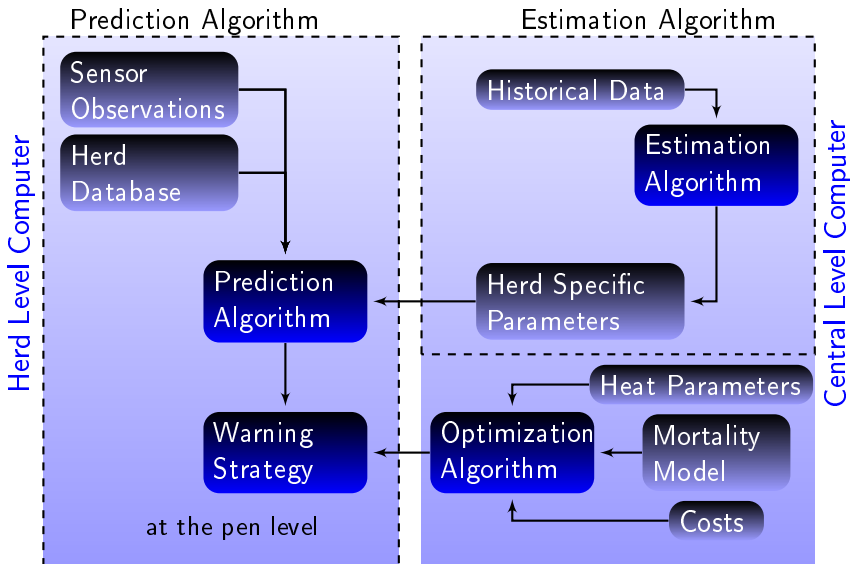 Prediction Algorithm
Estimation Algorithm
Herd Level Computer
Sensor
Observations
Herd
Database
Prediction
Algorithm
Warning
Strategy
at the pen level
Historical Data
Estimation
Algorithm
Herd Specific
Parameters
Heat Parameters
Optimization
Algorithm
Mortality
Model
Costs
Central Level Computer